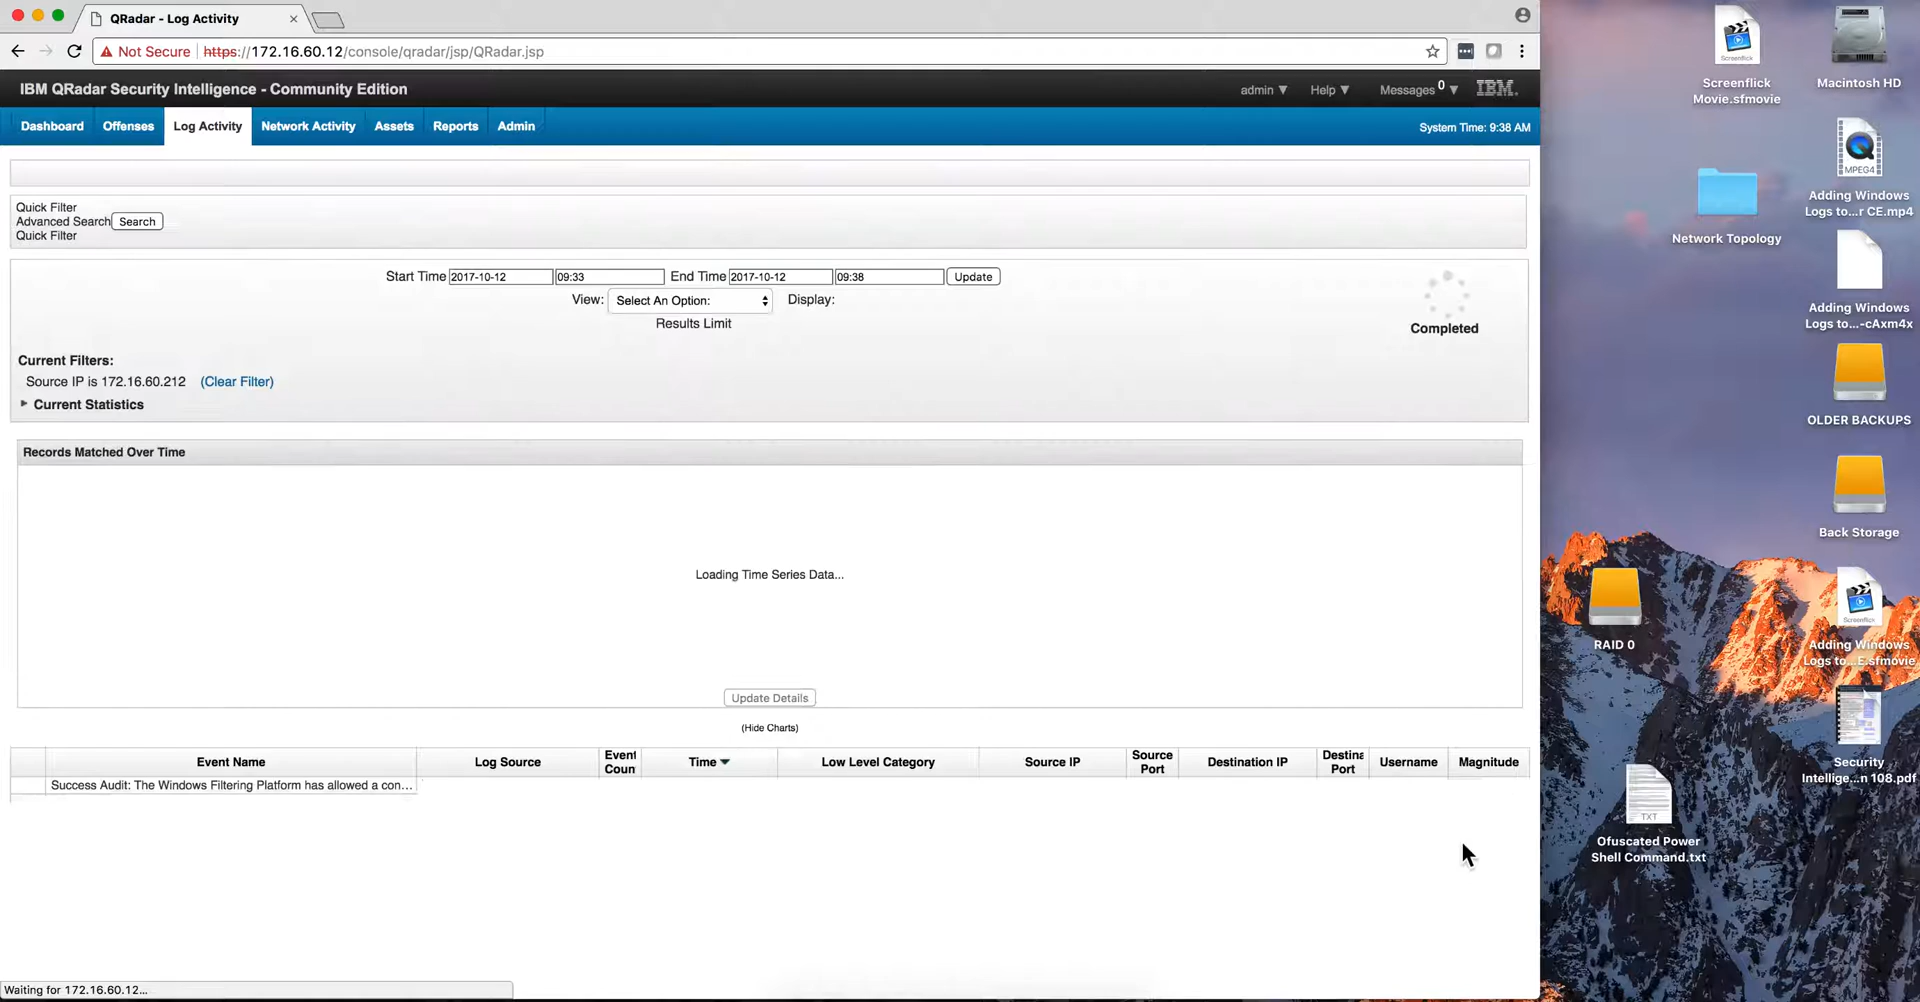 QRadar - Log Activity
Not Secure https://172.16.60.12/console/qradar/jsp/QRadar.jsp
IBM QRadar Security Intelligence - Community Edition
admin Help Messages 0 IBM.
Dashboard Offenses Log Activity Network Activity Assets Reports Admin System Time: 9:38 AM
Quick Filter
Advanced Search Search
Quick Filter
Start Time 2017-10-12 09:33 End Time 2017-10-12 09:38 Update
View: Select An Option: Display:
Results Limit
Completed
Current Filters:
Source IP is 172.16.60.212 (Clear Filter)
Current Statistics
Records Matched Over Time
Loading Time Series Data...
Update Details
(Hide Charts)
Event Name Log Source Event Coun Time Low Level Category Source IP Source Port Destination IP Destina Port Username Magnitude
Success Audit: The Windows Filtering Platform has allowed a con...
Waiting for 172.16.60.12...
Screenflick
Screenflick
Movie.sfmovie
Macintosh HD
MPEG4
Adding Windows
Logs to...r CE.mp4
Network Topology
Adding Windows
Logs to...-cAxm4x
OLDER BACKUPS
Back Storage
RAID 0
Screenflick
Adding Windows
Logs to...E.sfmovie
Security
Intellige...n 108.pdf
TXT
Ofuscated Power
Shell Command.txt